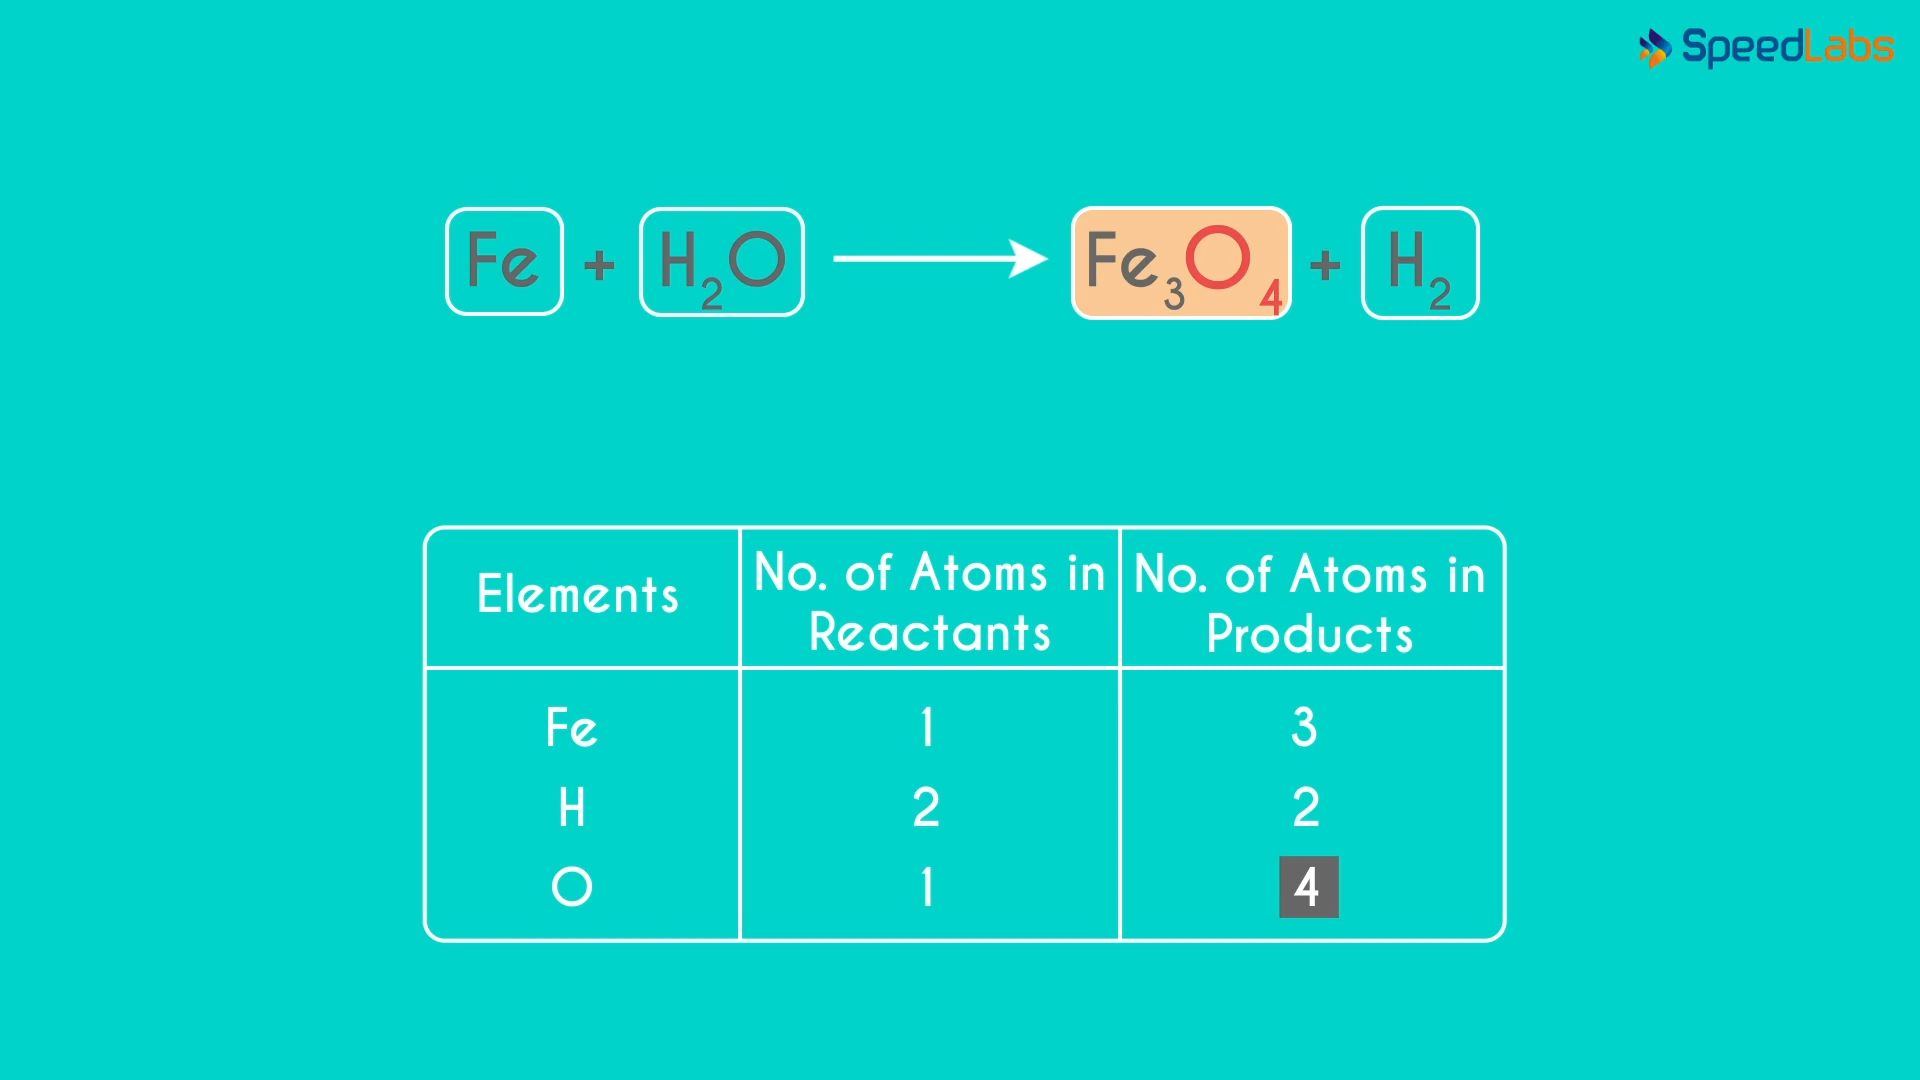 SpeedLabs
Fe + H₂O → Fe₃O₄ + H₂
Elements
No. of Atoms in
Reactants
No. of Atoms in
Products
Fe 1 3
H 2 2
O 1 4